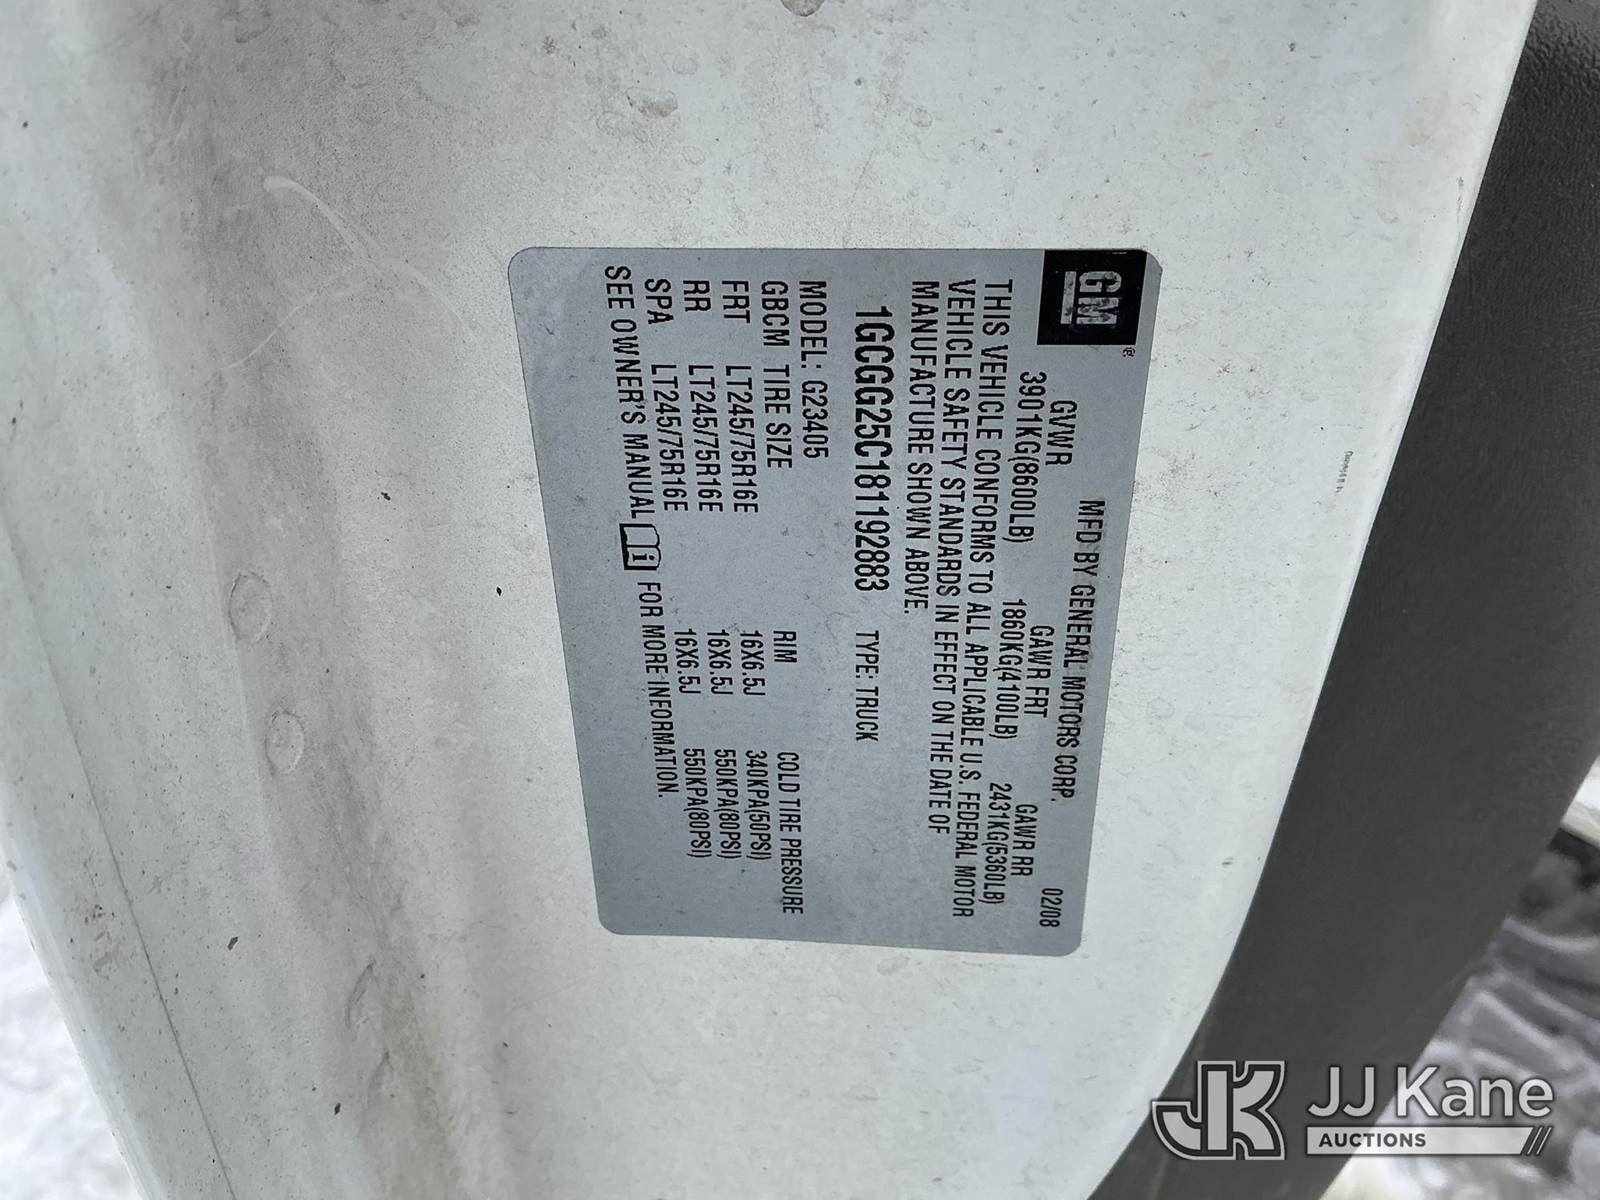 GM®
MFD BY GENERAL MOTORS CORP. 02/08
GVWR GAWR FRT GAWR RR
3901KG(8600LB) 1860KG(4100LB) 2431KG(5360LB)
THIS VEHICLE CONFORMS TO ALL APPLICABLE U.S. FEDERAL MOTOR
VEHICLE SAFETY STANDARDS IN EFFECT ON THE DATE OF
MANUFACTURE SHOWN ABOVE.
1GCGG25C181192883 TYPE: TRUCK
MODEL: G23405
GBCM TIRE SIZE RIM COLD TIRE PRESSURE
FRT LT245/75R16E 16X6.5J 340KPA(50PSI)
RR LT245/75R16E 16X6.5J 550KPA(80PSI)
SPA LT245/75R16E 16X6.5J 550KPA(80PSI)
SEE OWNER'S MANUAL i FOR MORE INFORMATION.
JK JJ Kane
AUCTIONS